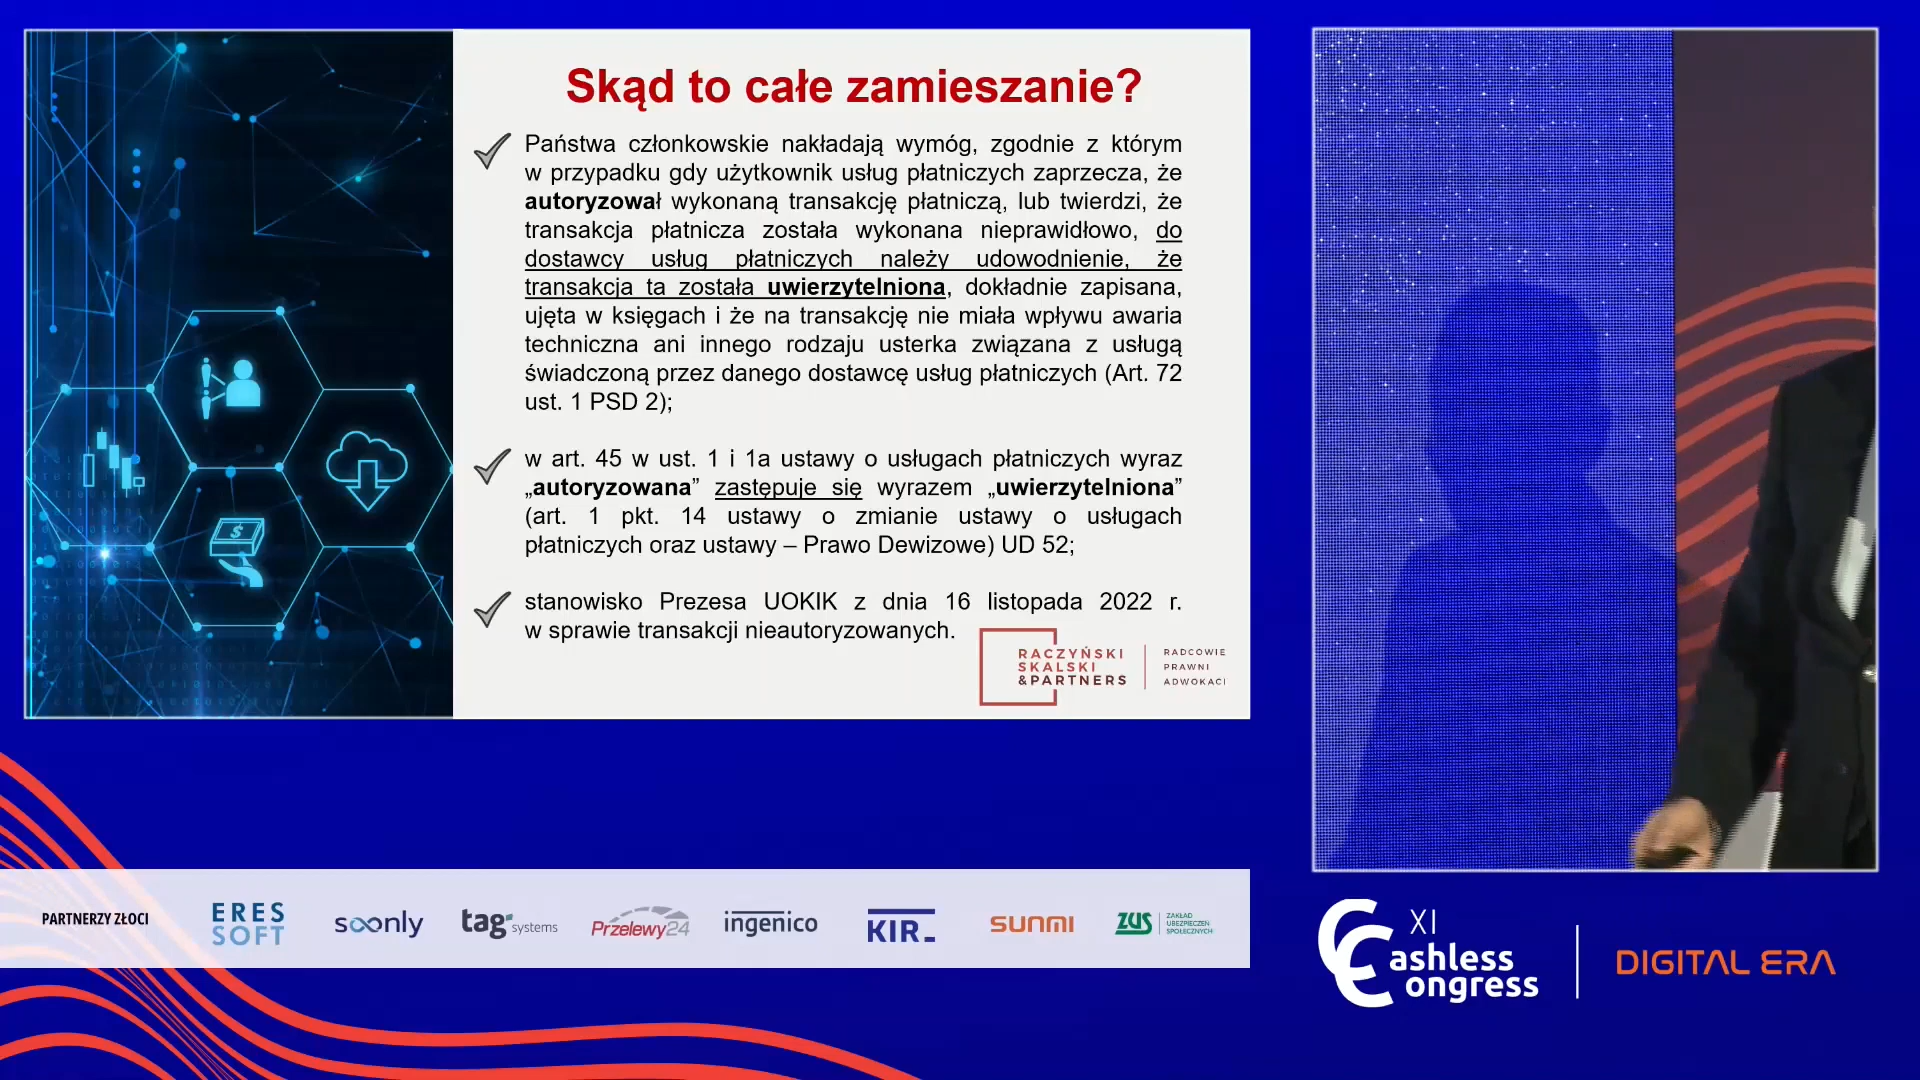 Skąd to całe zamieszanie?
Państwa członkowskie nakładają wymóg, zgodnie z którym
w przypadku gdy użytkownik usług płatniczych zaprzecza, że
autoryzował wykonaną transakcję płatniczą, lub twierdzi, że
transakcja płatnicza została wykonana nieprawidłowo, do
dostawcy usług płatniczych należy udowodnienie, że
transakcja ta została uwierzytelniona, dokładnie zapisana,
ujęta w księgach i że na transakcję nie miała wpływu awaria
techniczna ani innego rodzaju usterka związana z usługą
świadczoną przez danego dostawcę usług płatniczych (Art. 72
ust. 1 PSD 2);
w art. 45 w ust. 1 i 1a ustawy o usługach płatniczych wyraz
„autoryzowana” zastępuje się wyrazem „uwierzytelniona”
(art. 1 pkt. 14 ustawy o zmianie ustawy o usługach
płatniczych oraz ustawy – Prawo Dewizowe) UD 52;
stanowisko Prezesa UOKIK z dnia 16 listopada 2022 r.
w sprawie transakcji nieautoryzowanych.
RACZYŃSKI
SKALSKI
&PARTNERS
RADCOWIE
PRAWNI
ADWOKACI
PARTNERZY ZŁOCI
ERES
SOFT
soonly
tag systems
Przelewy24
ingenico
KIR
SUNMI
ZUS
ZAKŁAD
UBEZPIECZEŃ
SPOŁECZNYCH
XI
Cashless
Congress
DIGITAL ERA